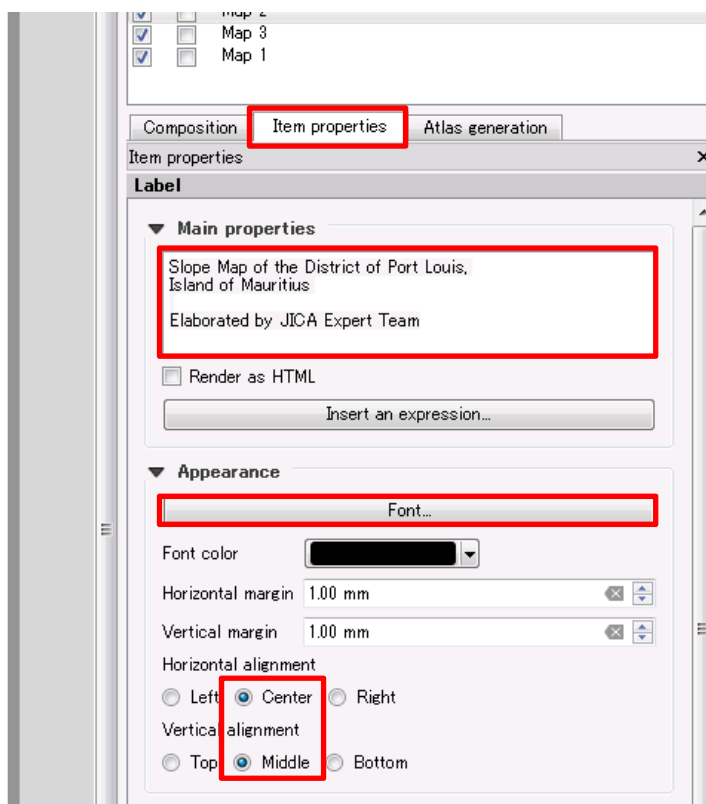 Map 2
Map 3
Map 1
Composition Item properties Atlas generation
Item properties
Label
Main properties
Slope Map of the District of Port Louis,
Island of Mauritius
Elaborated by JICA Expert Team
Render as HTML
Insert an expression...
Appearance
Font...
Font color
Horizontal margin 1.00 mm
Vertical margin 1.00 mm
Horizontal alignment
Left Center Right
Vertical alignment
Top Middle Bottom